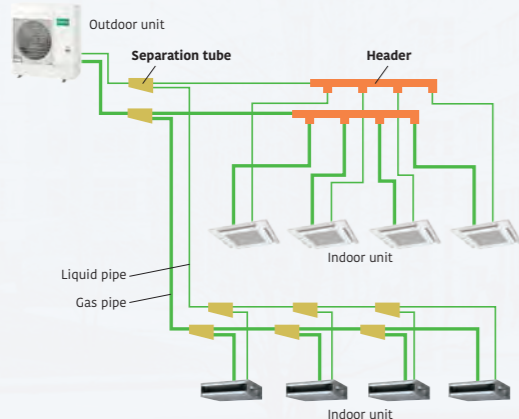 Outdoor unit
Separation tube
Header
Indoor unit
Liquid pipe
Gas pipe
Indoor unit